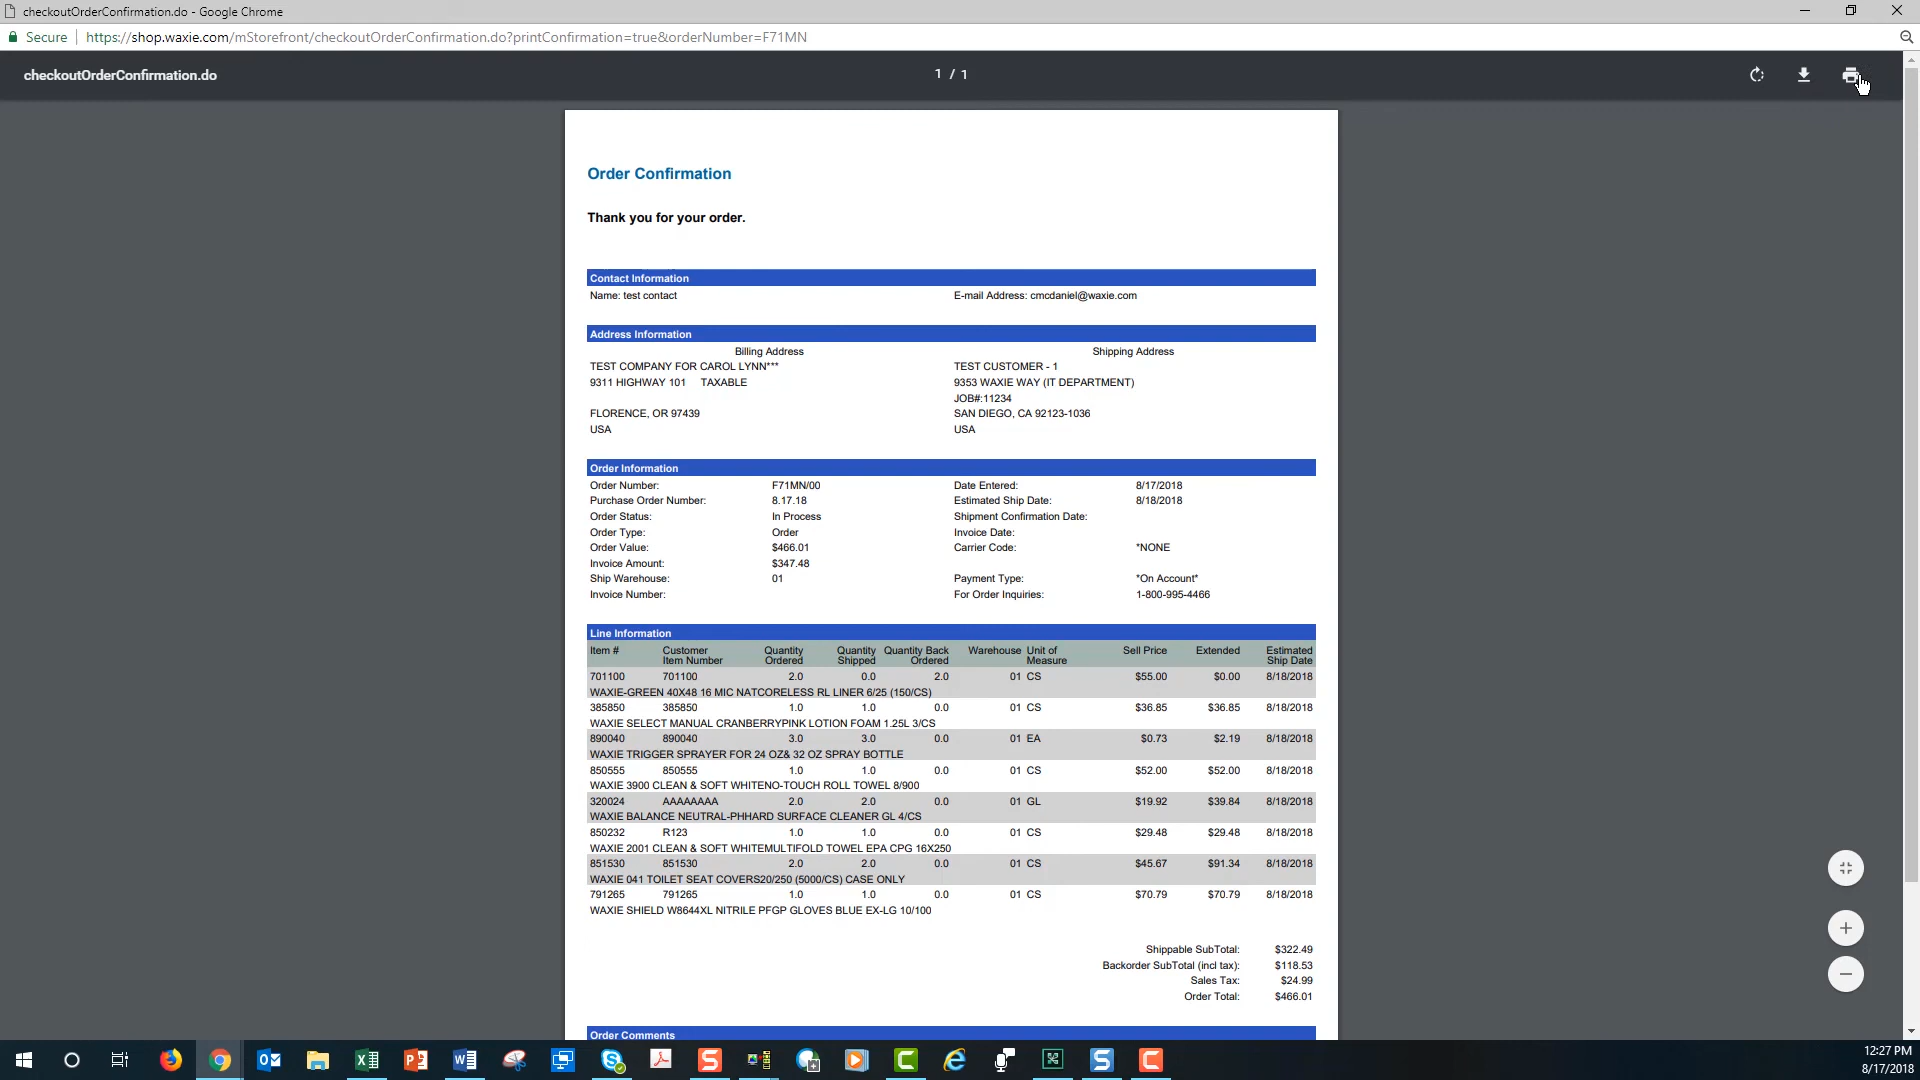 checkoutOrderConfirmation.do - Google Chrome
Secure | https://shop.waxie.com/mStorefront/checkoutOrderConfirmation.do?printConfirmation=true&orderNumber=F71MN
checkoutOrderConfirmation.do 1 / 1
Order Confirmation
Thank you for your order.
Contact Information
Name: test contact E-mail Address: cmcdaniel@waxie.com
Address Information
Billing Address Shipping Address
TEST COMPANY FOR CAROL LYNN*** TEST CUSTOMER - 1
9311 HIGHWAY 101 TAXABLE 9353 WAXIE WAY (IT DEPARTMENT)
JOB#:11234
FLORENCE, OR 97439 SAN DIEGO, CA 92123-1036
USA USA
Order Information
Order Number: F71MN/00 Date Entered: 8/17/2018
Purchase Order Number: 8.17.18 Estimated Ship Date: 8/18/2018
Order Status: In Process Shipment Confirmation Date:
Order Type: Order Invoice Date:
Order Value: $466.01 Carrier Code: *NONE
Invoice Amount: $347.48
Ship Warehouse: 01 Payment Type: *On Account*
Invoice Number: For Order Inquiries: 1-800-995-4466
Line Information
Item # Customer Quantity Quantity Quantity Back Warehouse Unit of Sell Price Extended Estimated
Item Number Ordered Shipped Ordered Measure Ship Date
701100 701100 2.0 0.0 2.0 01 CS $55.00 $0.00 8/18/2018
WAXIE-GREEN 40X48 16 MIC NATCORELESS RL LINER 6/25 (150/CS)
385850 385850 1.0 1.0 0.0 01 CS $36.85 $36.85 8/18/2018
WAXIE SELECT MANUAL CRANBERRYPINK LOTION FOAM 1.25L 3/CS
890040 890040 3.0 3.0 0.0 01 EA $0.73 $2.19 8/18/2018
WAXIE TRIGGER SPRAYER FOR 24 OZ& 32 OZ SPRAY BOTTLE
850555 850555 1.0 1.0 0.0 01 CS $52.00 $52.00 8/18/2018
WAXIE 3900 CLEAN & SOFT WHITENO-TOUCH ROLL TOWEL 8/900
320024 AAAAAAAA 2.0 2.0 0.0 01 GL $19.92 $39.84 8/18/2018
WAXIE BALANCE NEUTRAL-PHHARD SURFACE CLEANER GL 4/CS
850232 R123 1.0 1.0 0.0 01 CS $29.48 $29.48 8/18/2018
WAXIE 2001 CLEAN & SOFT WHITEMULTIFOLD TOWEL EPA CPG 16X250
851530 851530 2.0 2.0 0.0 01 CS $45.67 $91.34 8/18/2018
WAXIE 041 TOILET SEAT COVERS20/250 (5000/CS) CASE ONLY
791265 791265 1.0 1.0 0.0 01 CS $70.79 $70.79 8/18/2018
WAXIE SHIELD W8644XL NITRILE PFGP GLOVES BLUE EX-LG 10/100
Shippable SubTotal: $322.49
Backorder SubTotal (incl tax): $118.53
Sales Tax: $24.99
Order Total: $466.01
Order Comments
12:27 PM
8/17/2018